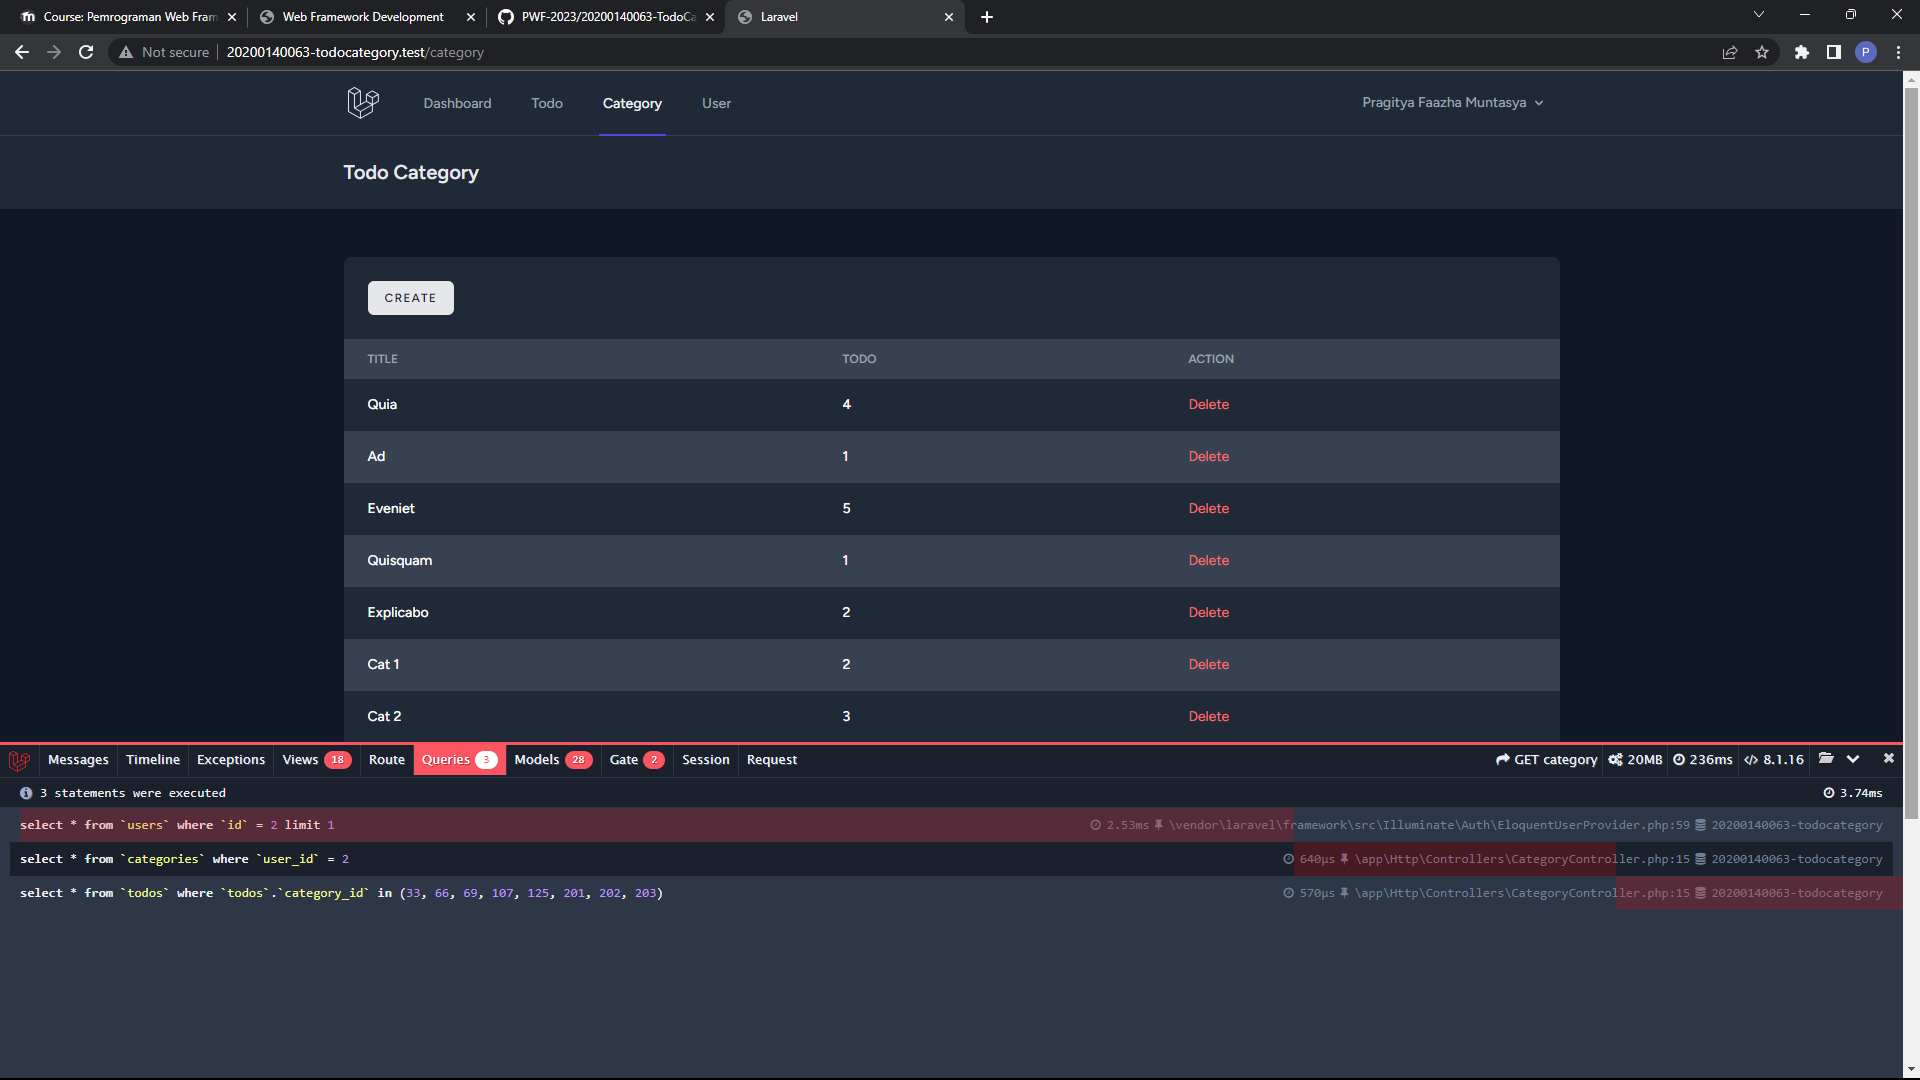 Course: Pemrograman Web Fram
Web Framework Development
PWF-2023/20200140063-TodoCa
Laravel
Not secure
20200140063-todocategory.test/category
P
Dashboard
Todo
Category
User
Pragitya Faazha Muntasya
Todo Category
CREATE
TITLE TODO ACTION
Quia 4 Delete
Ad 1 Delete
Eveniet 5 Delete
Quisquam 1 Delete
Explicabo 2 Delete
Cat 1 2 Delete
Cat 2 3 Delete
Messages Timeline Exceptions Views 18 Route Queries 3 Models 28 Gate 2 Session Request GET category 20MB 236ms 8.1.16
3 statements were executed 3.74ms
select * from `users` where `id` = 2 limit 1 2.53ms \vendor\laravel\framework\src\Illuminate\Auth\EloquentUserProvider.php:59 20200140063-todocategory
select * from `categories` where `user_id` = 2 640μs \app\Http\Controllers\CategoryController.php:15 20200140063-todocategory
select * from `todos` where `todos`.`category_id` in (33, 66, 69, 107, 125, 201, 202, 203) 570μs \app\Http\Controllers\CategoryController.php:15 20200140063-todocategory